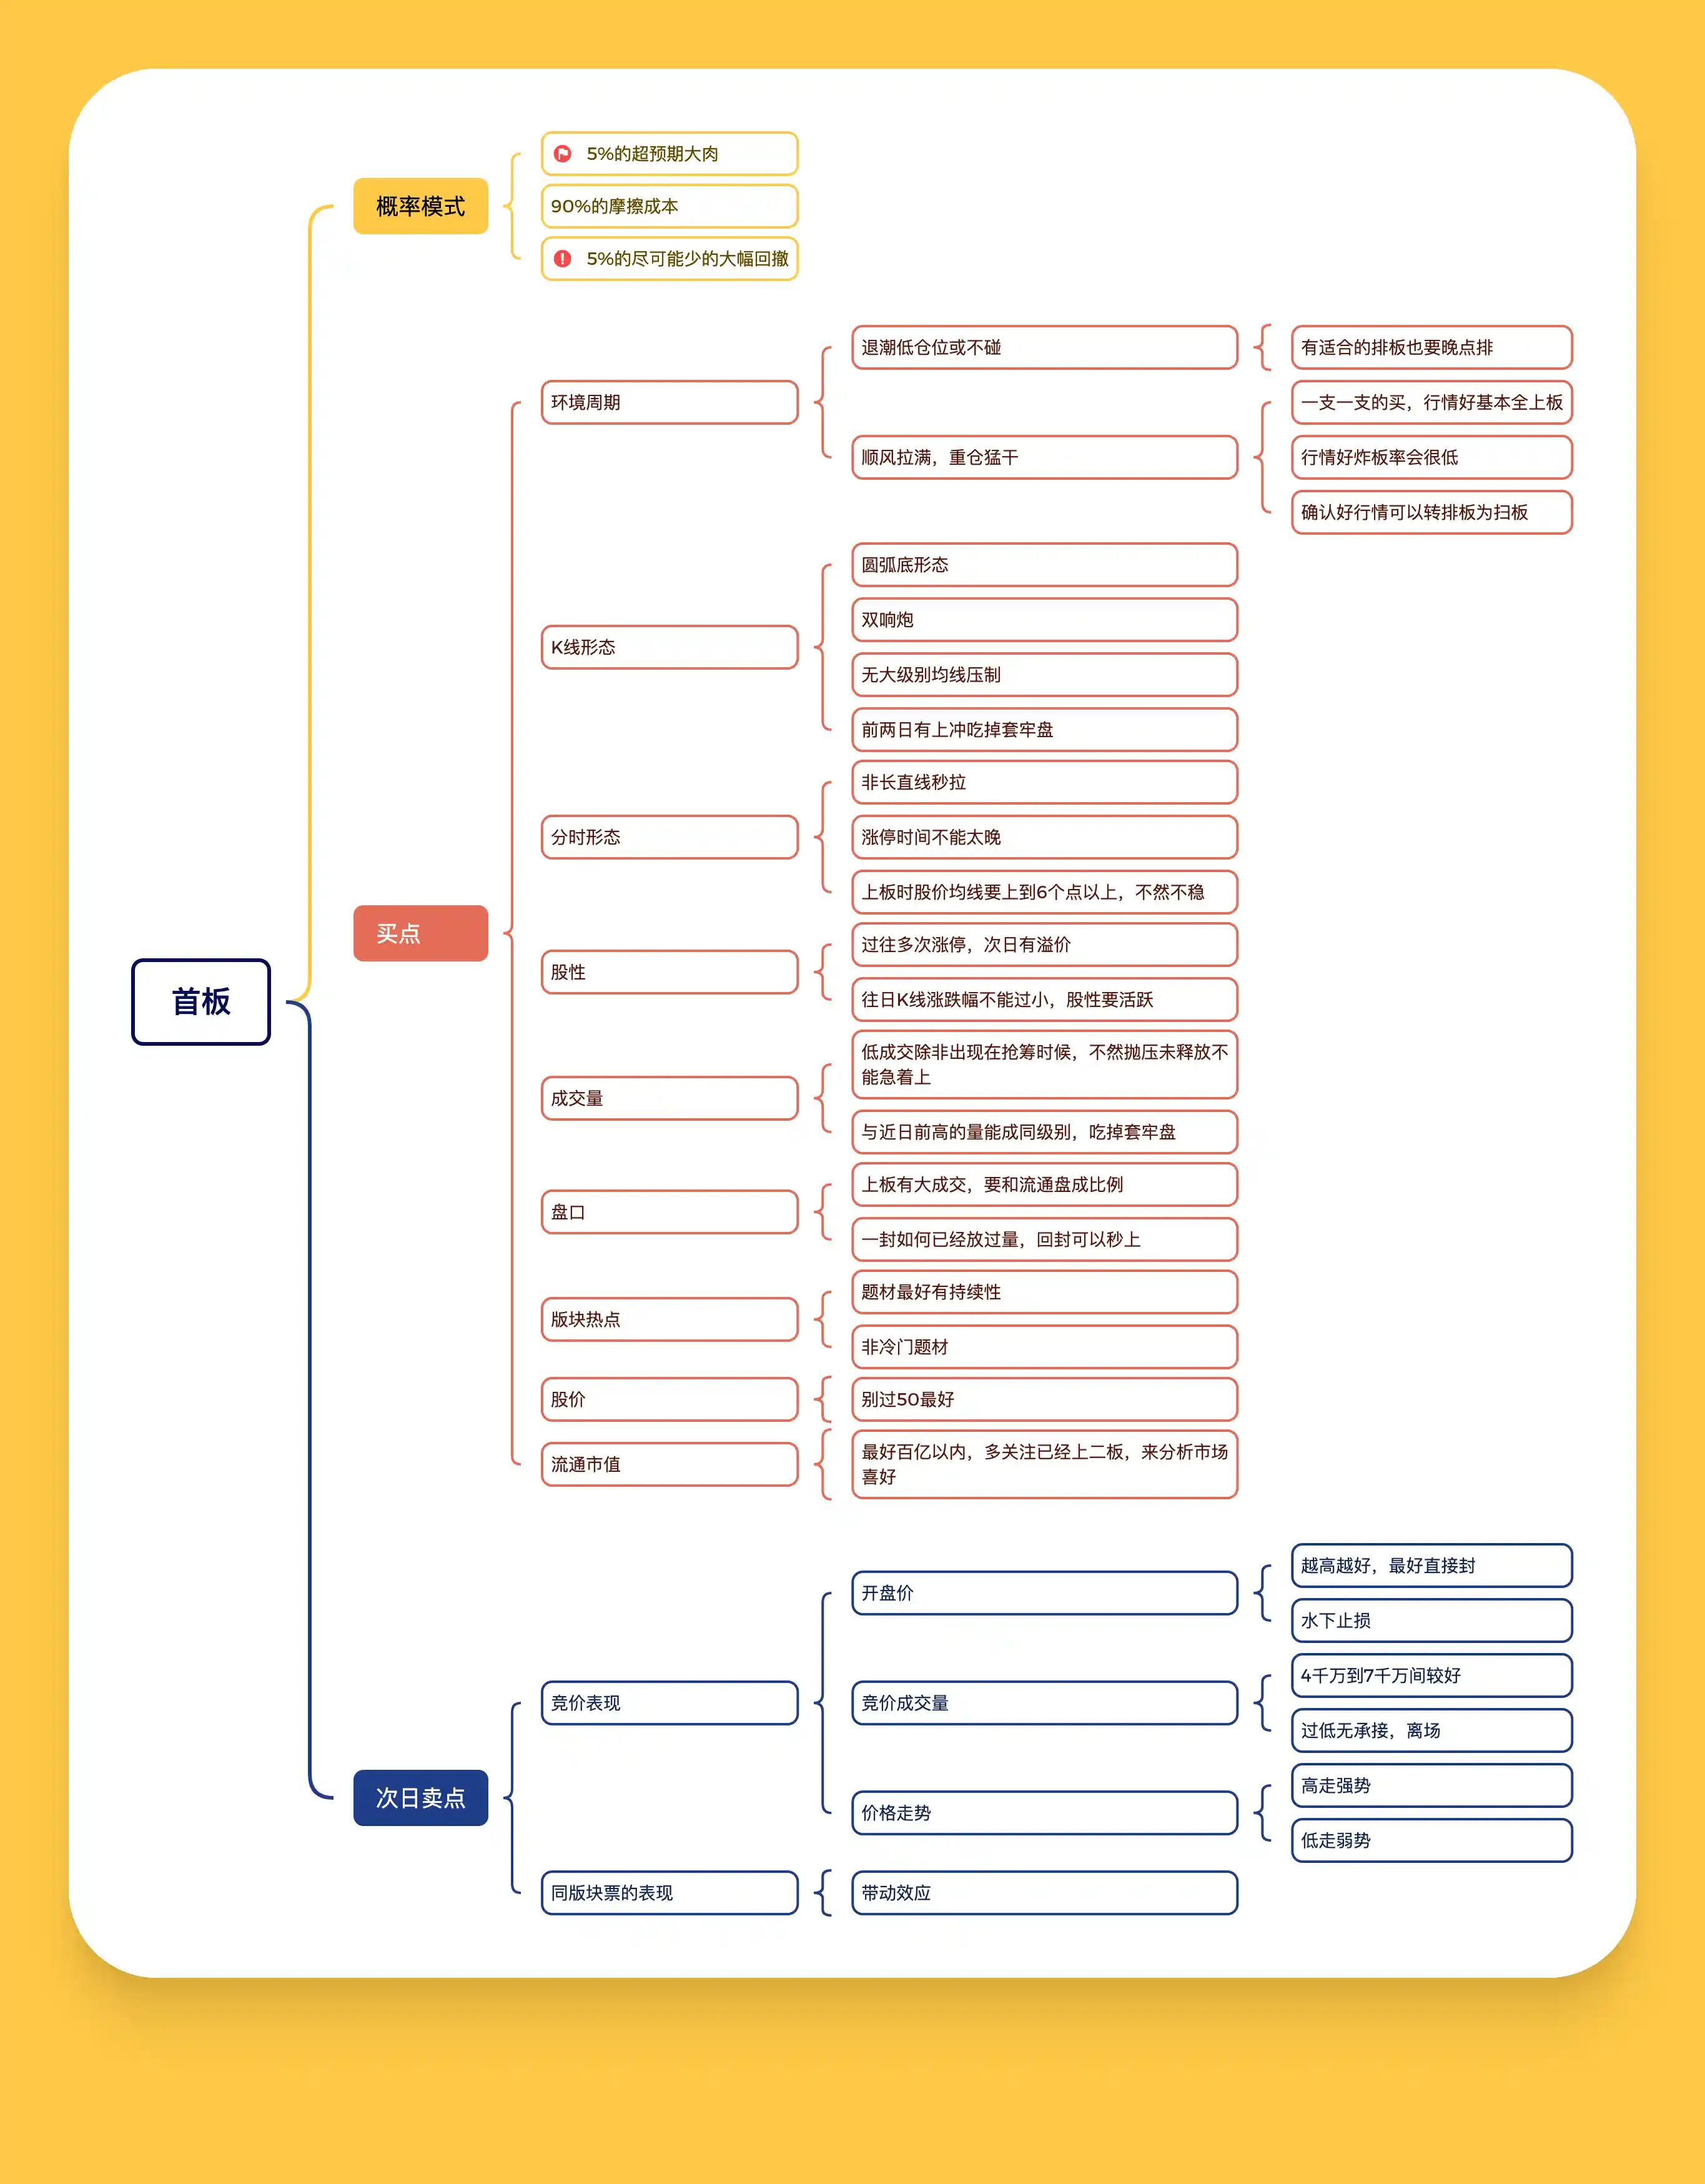 首板
概率模式
5%的超预期大肉
90%的摩擦成本
5%的尽可能少的大幅回撤
买点
环境周期
退潮低仓位或不碰
有适合的排板也要晚点排
顺风拉满，重仓猛干
一支一支的买，行情好基本全上板
行情好炸板率会很低
确认好行情可以转排板为扫板
K线形态
圆弧底形态
双响炮
无大级别均线压制
前两日有上冲吃掉套牢盘
分时形态
非长直线秒拉
涨停时间不能太晚
上板时股价均线要上到6个点以上，不然不稳
股性
过往多次涨停，次日有溢价
往日K线涨跌幅不能过小，股性要活跃
成交量
低成交除非出现在抢筹时候，不然抛压未释放不
能急着上
与近日前高的量能成同级别，吃掉套牢盘
盘口
上板有大成交，要和流通盘成比例
一封如何已经放过量，回封可以秒上
版块热点
题材最好有持续性
非冷门题材
股价
别过50最好
流通市值
最好百亿以内，多关注已经上二板，来分析市场
喜好
次日卖点
竞价表现
开盘价
越高越好，最好直接封
水下止损
竞价成交量
4千万到7千万间较好
过低无承接，离场
价格走势
高走强势
低走弱势
同版块票的表现
带动效应